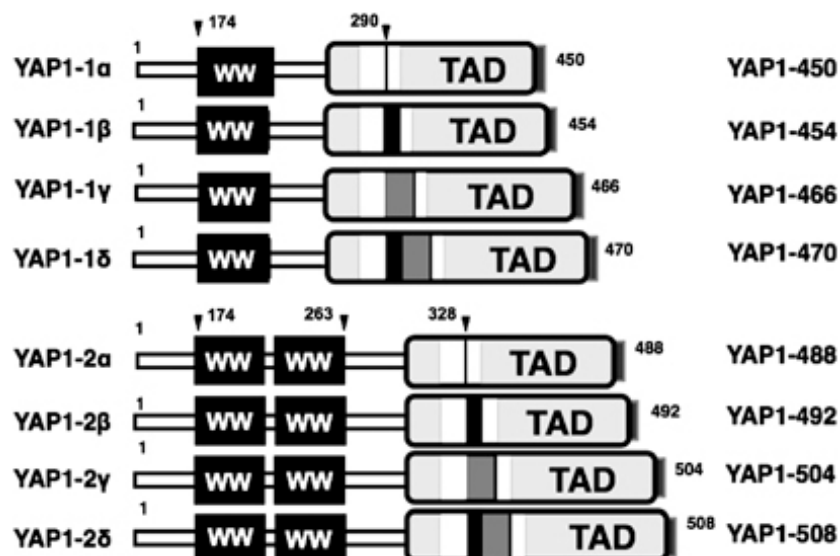 174 290
1
YAP1-1α WW TAD 450 YAP1-450
1
YAP1-1β WW TAD 454 YAP1-454
1
YAP1-1γ WW TAD 466 YAP1-466
1
YAP1-1δ WW TAD 470 YAP1-470
174 263 328
1
YAP1-2α WW WW TAD 488 YAP1-488
1
YAP1-2β WW WW TAD 492 YAP1-492
1
YAP1-2γ WW WW TAD 504 YAP1-504
1
YAP1-2δ WW WW TAD 508 YAP1-508